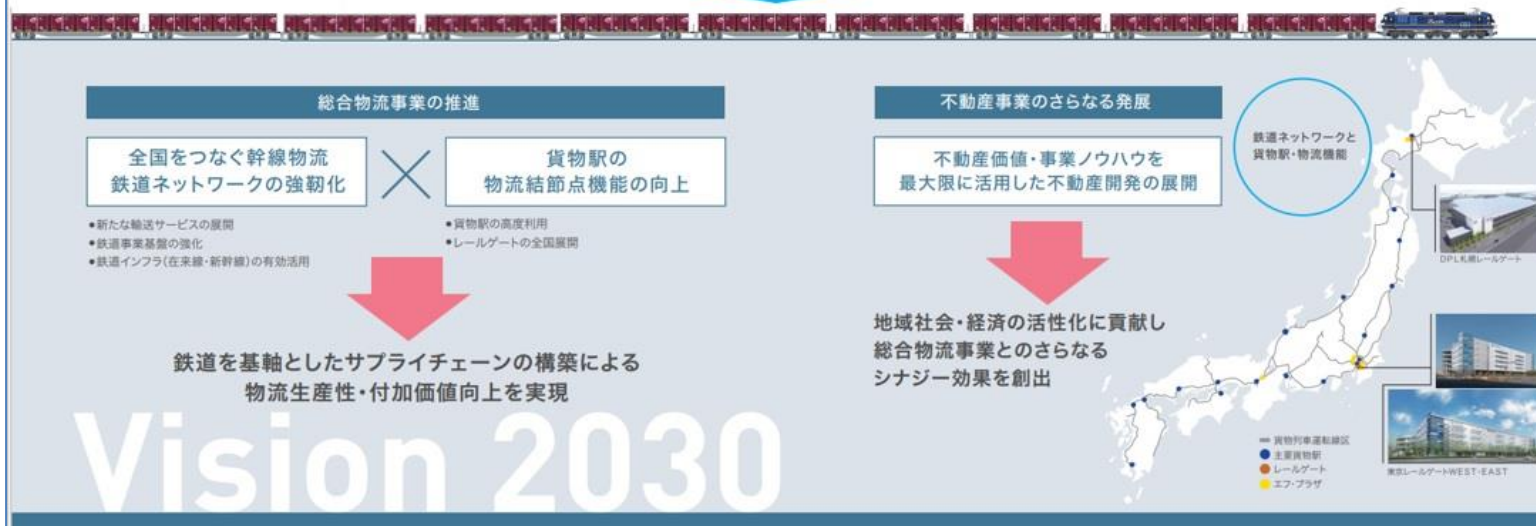 総合物流事業の推進
全国をつなぐ幹線物流
鉄道ネットワークの強靭化
貨物駅の
物流結節点機能の向上
●新たな輸送サービスの展開
●鉄道事業基盤の強化
●鉄道インフラ(在来線・新幹線)の有効活用
●貨物駅の高度利用
●レールゲートの全国展開
鉄道を基軸としたサプライチェーンの構築による
物流生産性・付加価値向上を実現
不動産事業のさらなる発展
不動産価値・事業ノウハウを
最大限に活用した不動産開発の展開
地域社会・経済の活性化に貢献し
総合物流事業とのさらなる
シナジー効果を創出
鉄道ネットワークと
貨物駅・物流機能
DPL札幌レールゲート
貨物列車運転線区
主要貨物駅
レールゲート
エフ・プラザ
東京レールゲートWEST・EAST
Vision 2030